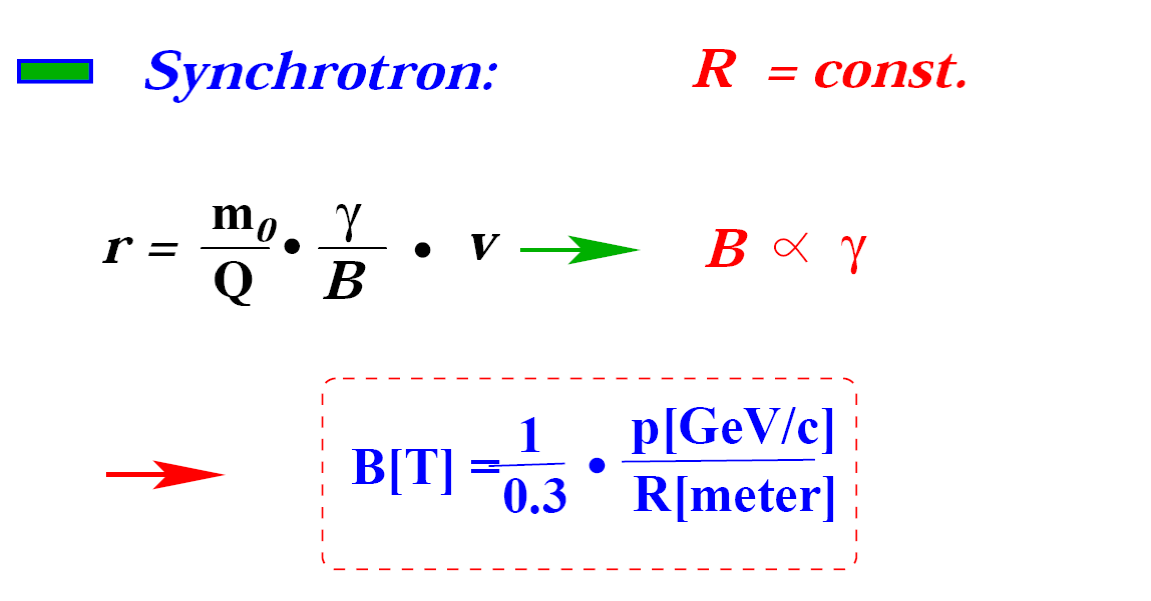 Synchrotron: R = const.
r = m₀/Q • γ/B • v B ∝ γ
B[T] = 1/0.3 • p[GeV/c]/R[meter]